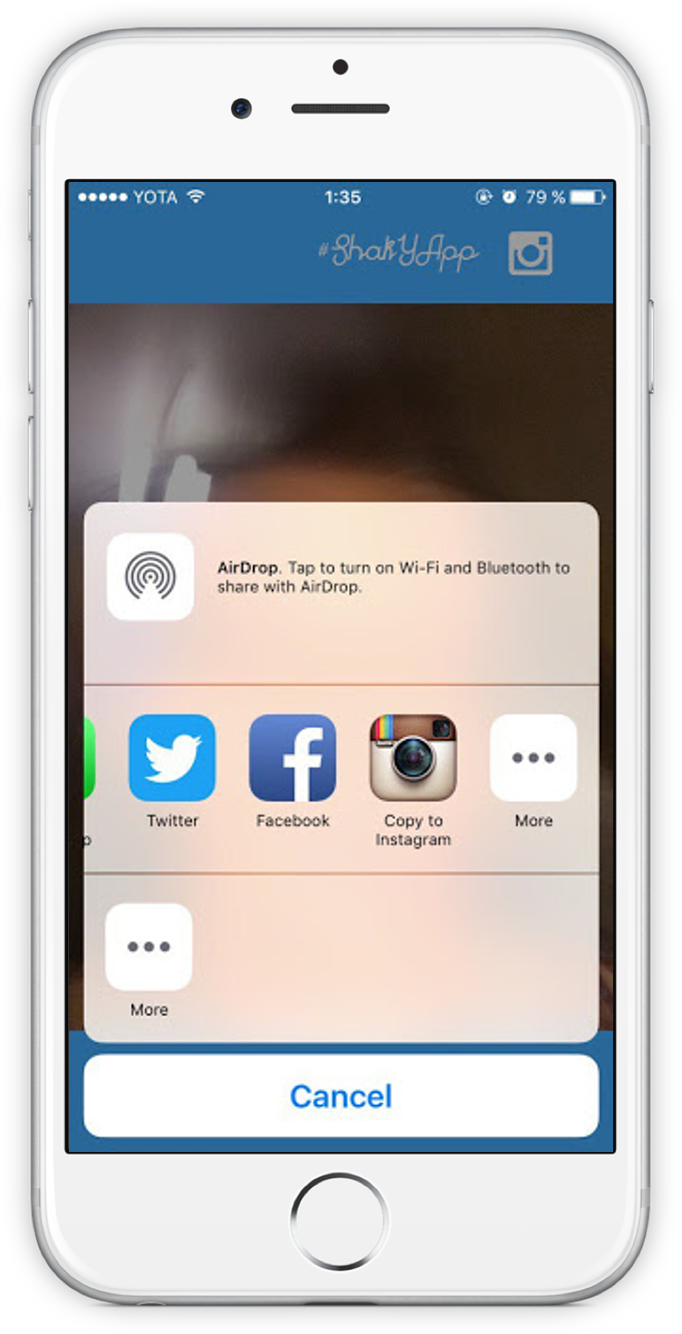 YOTA 1:35 79 %
#ShakYApp
AirDrop. Tap to turn on Wi-Fi and Bluetooth to
share with AirDrop.
p
Twitter
Facebook
Copy to
Instagram
More
More
Cancel